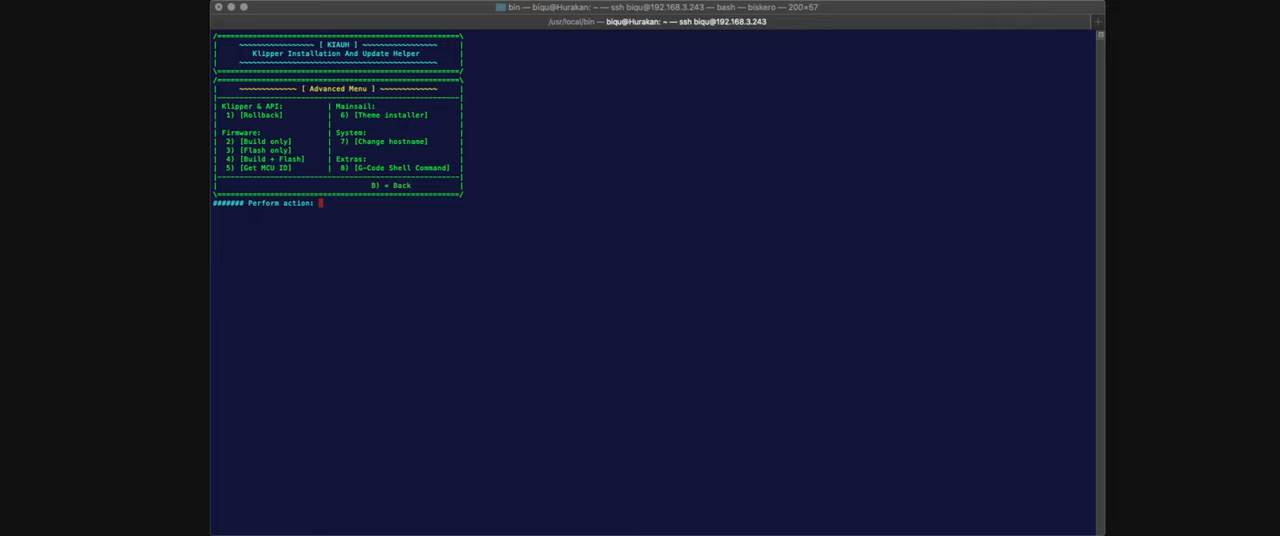 bin — biqu@Hurakan: ~ — ssh biqu@192.168.3.243 — bash — biskero — 200×57
/usr/local/bin — biqu@Hurakan: ~ — ssh biqu@192.168.3.243 +
/=======================================================\
| ~~~~~~~~~~~~~~~~~ [ KIAUH ] ~~~~~~~~~~~~~~~~~ |
| Klipper Installation And Update Helper |
| ~~~~~~~~~~~~~~~~~~~~~~~~~~~~~~~~~~~~~~~~~~~~~ |
\=======================================================/
/=======================================================\
| ~~~~~~~~~~~~~ [ Advanced Menu ] ~~~~~~~~~~~~~ |
|-------------------------------------------------------|
| Klipper & API: | Mainsail: |
| 1) [Rollback] | 6) [Theme installer] |
| | |
| Firmware: | System: |
| 2) [Build only] | 7) [Change hostname] |
| 3) [Flash only] | |
| 4) [Build + Flash] | Extras: |
| 5) [Get MCU ID] | 8) [G-Code Shell Command] |
|-------------------------------------------------------|
| B) « Back |
\=======================================================/
####### Perform action: